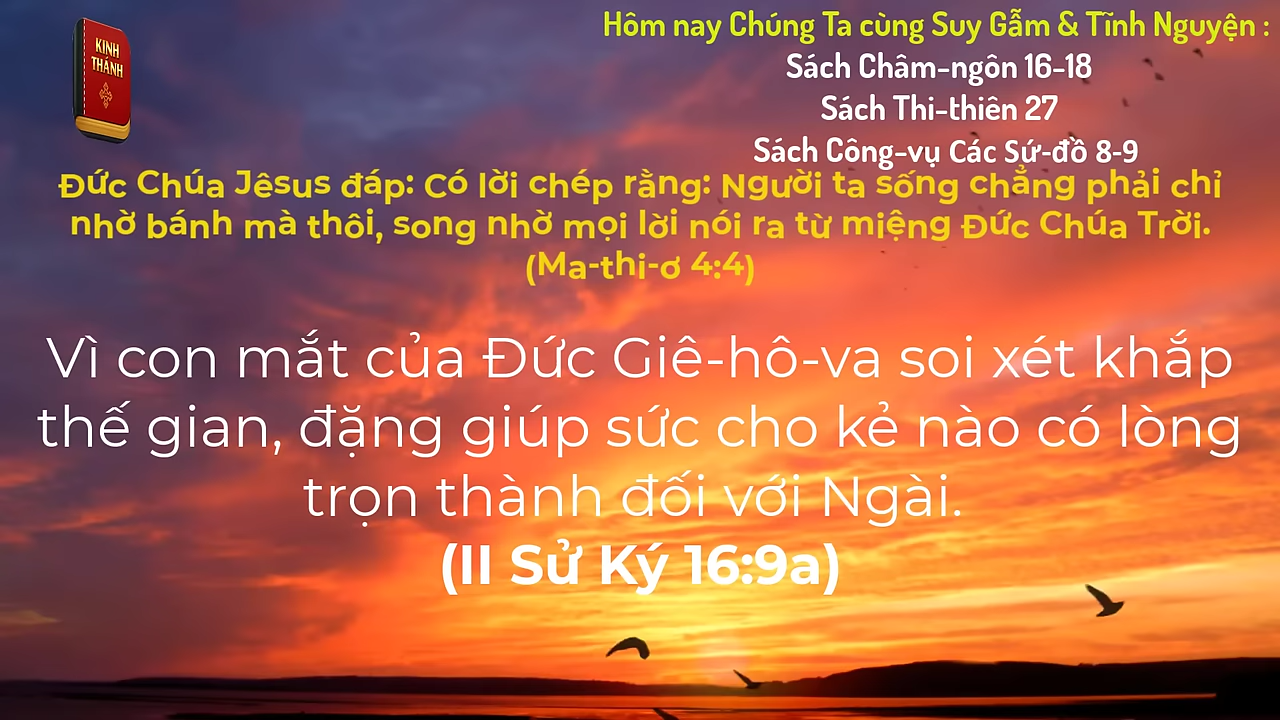 KINH
THÁNH
Hôm nay Chúng Ta cùng Suy Gẫm & Tĩnh Nguyện :
Sách Châm-ngôn 16-18
Sách Thi-thiên 27
Sách Công-vụ Các Sứ-đồ 8-9
Đức Chúa Jêsus đáp: Có lời chép rằng: Người ta sống chẳng phải chỉ
nhờ bánh mà thôi, song nhờ mọi lời nói ra từ miệng Đức Chúa Trời.
(Ma-thi-ơ 4:4)
Vì con mắt của Đức Giê-hô-va soi xét khắp
thế gian, đặng giúp sức cho kẻ nào có lòng
trọn thành đối với Ngài.
(II Sử Ký 16:9a)